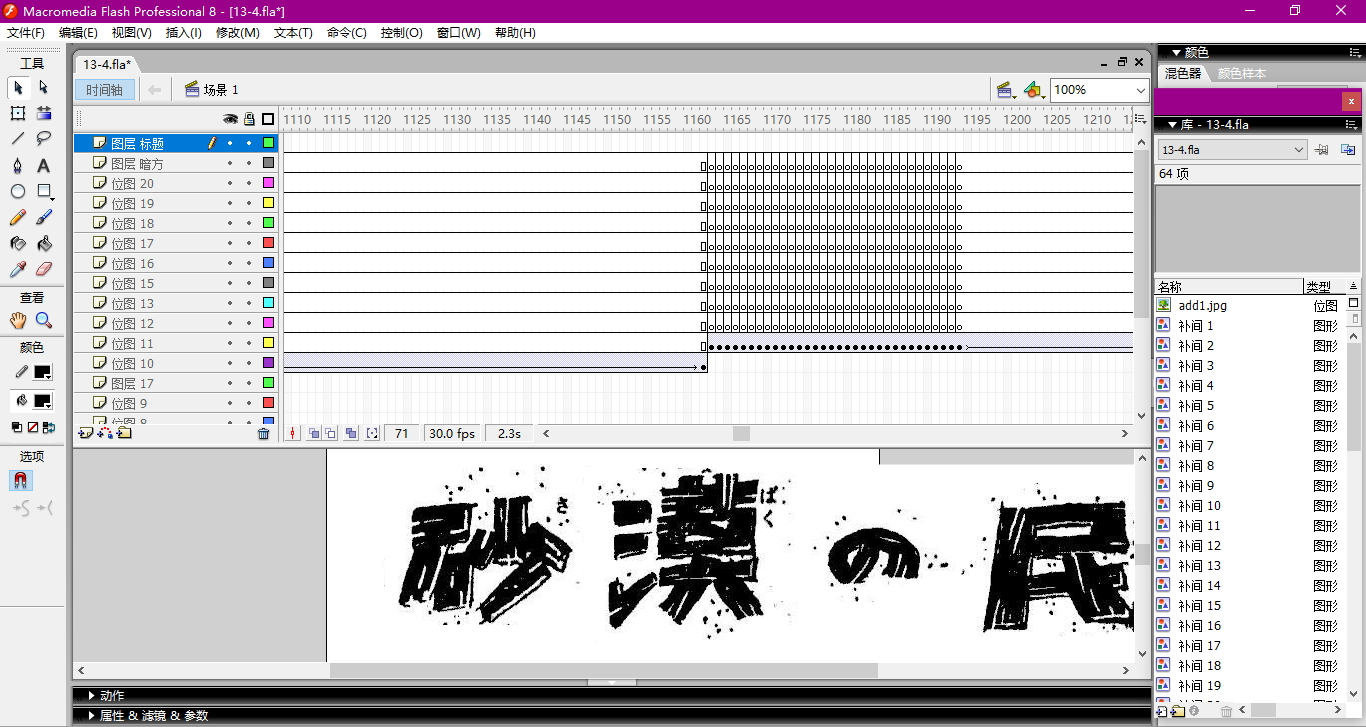 Macromedia Flash Professional 8 - [13-4.fla*]
文件(F) 编辑(E) 视图(V) 插入(I) 修改(M) 文本(T) 命令(C) 控制(O) 窗口(W) 帮助(H)
工具
查看
颜色
选项
13-4.fla*
时间轴
场景 1
100%
1110 1115 1120 1125 1130 1135 1140 1145 1150 1155 1160 1165 1170 1175 1180 1185 1190 1195 1200 1205 1210
图层 标题
图层 暗方
位图 20
位图 19
位图 18
位图 17
位图 16
位图 15
位图 13
位图 12
位图 11
位图 10
图层 17
位图 9
位图 8
71 30.0 fps 2.3s
砂漠の民
さ
ばく
动作
属性 & 滤镜 & 参数
颜色
混色器 颜色样本
库 - 13-4.fla
13-4.fla
64 项
名称 类型
add1.jpg 位图
补间 1 图形
补间 2 图形
补间 3 图形
补间 4 图形
补间 5 图形
补间 6 图形
补间 7 图形
补间 8 图形
补间 9 图形
补间 10 图形
补间 11 图形
补间 12 图形
补间 13 图形
补间 14 图形
补间 15 图形
补间 16 图形
补间 17 图形
补间 18 图形
补间 19 图形